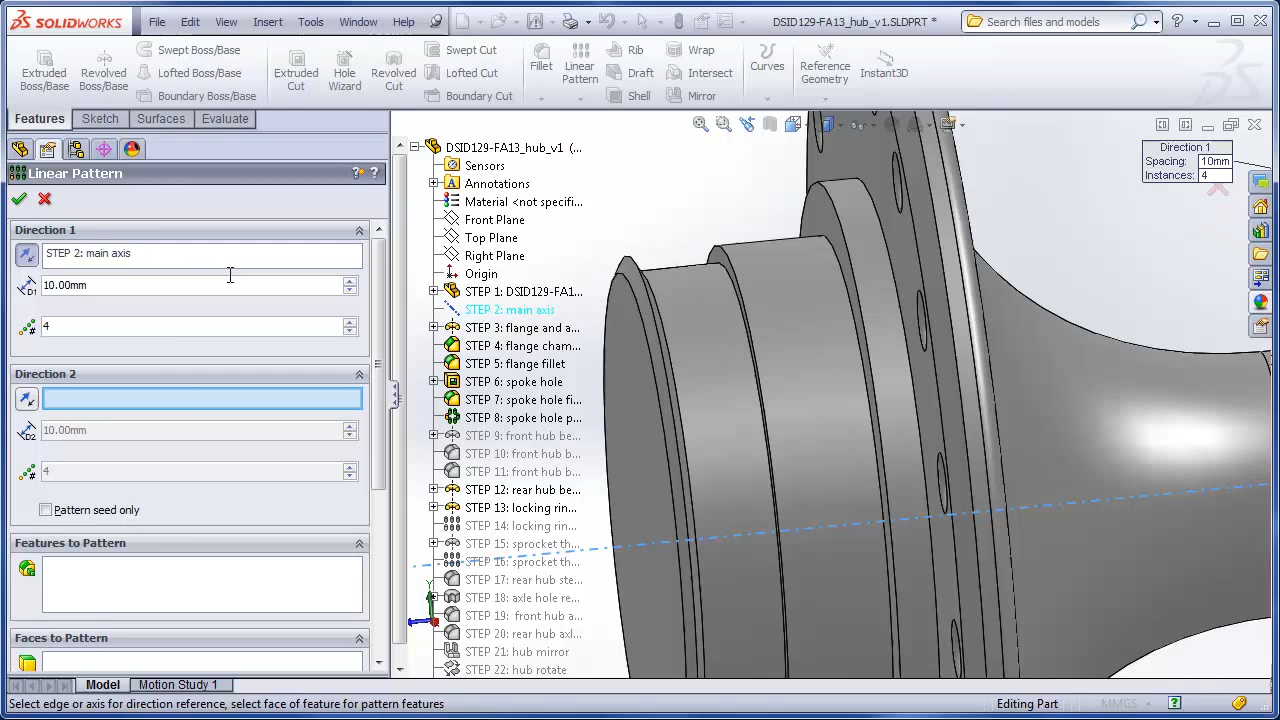 SOLIDWORKS
File Edit View Insert Tools Window Help
DSID129-FA13_hub_v1.SLDPRT *
Search files and models
Extruded Boss/Base
Revolved Boss/Base
Swept Boss/Base
Lofted Boss/Base
Boundary Boss/Base
Extruded Cut
Hole Wizard
Revolved Cut
Swept Cut
Lofted Cut
Boundary Cut
Fillet
Linear Pattern
Rib
Draft
Shell
Wrap
Intersect
Mirror
Curves
Reference Geometry
Instant3D
Features Sketch Surfaces Evaluate
Linear Pattern
Direction 1
STEP 2: main axis
D1
10.00mm
4
Direction 2
D2
10.00mm
4
Pattern seed only
Features to Pattern
Faces to Pattern
DSID129-FA13_hub_v1 (...
Sensors
Annotations
Material <not specifi...
Front Plane
Top Plane
Right Plane
Origin
STEP 1: DSID129-FA1...
STEP 2: main axis
STEP 3: flange and a...
STEP 4: flange cham...
STEP 5: flange fillet
STEP 6: spoke hole
STEP 7: spoke hole fi...
STEP 8: spoke hole p...
STEP 9: front hub be...
STEP 10: front hub b...
STEP 11: front hub b...
STEP 12: rear hub be...
STEP 13: locking rin...
STEP 14: locking rin...
STEP 15: sprocket th...
STEP 16: sprocket th...
STEP 17: rear hub ste...
STEP 18: axle hole re...
STEP 19: front hub a...
STEP 20: rear hub axl...
STEP 21: hub mirror
STEP 22: hub rotate
Direction 1
Spacing: 10mm
Instances: 4
Y
Model Motion Study 1
Select edge or axis for direction reference, select face of feature for pattern features
Editing Part
MMGS